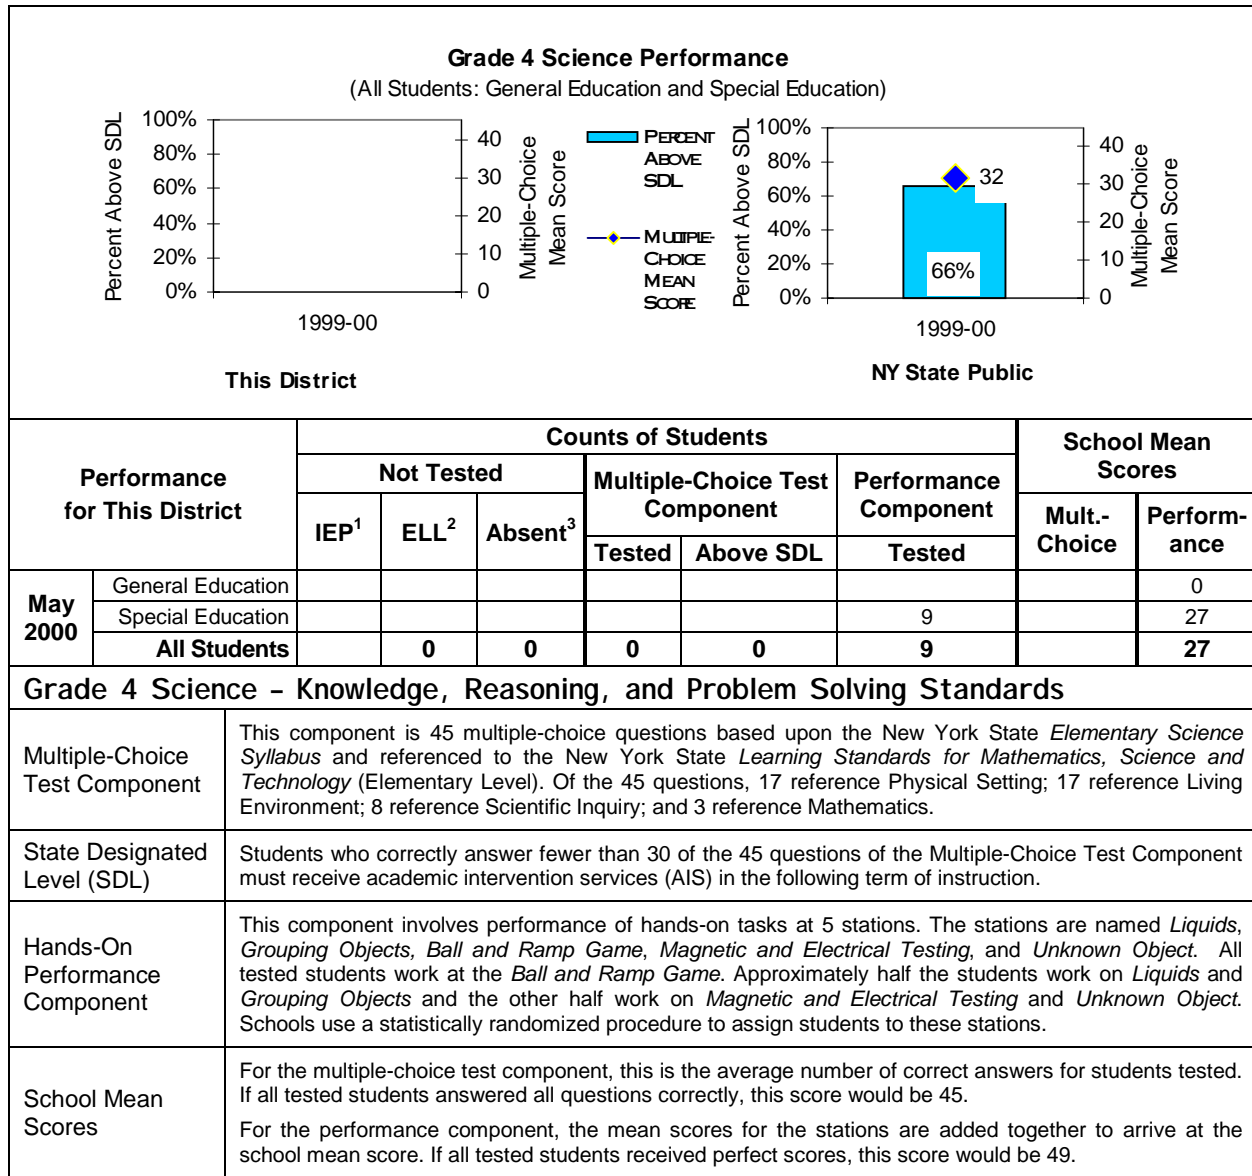 Grade 4 Science Performance
(All Students: General Education and Special Education)
Percent Above SDL
100%
80%
60%
40%
20%
0%
40
30
20
10
0
Multiple-Choice
Mean Score
1999-00
This District
PERCENT
ABOVE
SDL
MULTIPLE-
CHOICE
MEAN
SCORE
Percent Above SDL
100%
80%
60%
40%
20%
0%
32
66%
40
30
20
10
0
Multiple-Choice
Mean Score
1999-00
NY State Public
Performance
for This District
Counts of Students
School Mean
Scores
Not Tested
Multiple-Choice Test
Component
Performance
Component
IEP1 ELL2 Absent3
Tested Above SDL Tested
Mult.-
Choice
Perform-
ance
May
2000
General Education 0
Special Education 9 27
All Students 0 0 0 0 9 27
Grade 4 Science – Knowledge, Reasoning, and Problem Solving Standards
Multiple-Choice
Test Component
This component is 45 multiple-choice questions based upon the New York State Elementary Science
Syllabus and referenced to the New York State Learning Standards for Mathematics, Science and
Technology (Elementary Level). Of the 45 questions, 17 reference Physical Setting; 17 reference Living
Environment; 8 reference Scientific Inquiry; and 3 reference Mathematics.
State Designated
Level (SDL)
Students who correctly answer fewer than 30 of the 45 questions of the Multiple-Choice Test Component
must receive academic intervention services (AIS) in the following term of instruction.
Hands-On
Performance
Component
This component involves performance of hands-on tasks at 5 stations. The stations are named Liquids,
Grouping Objects, Ball and Ramp Game, Magnetic and Electrical Testing, and Unknown Object. All
tested students work at the Ball and Ramp Game. Approximately half the students work on Liquids and
Grouping Objects and the other half work on Magnetic and Electrical Testing and Unknown Object.
Schools use a statistically randomized procedure to assign students to these stations.
School Mean
Scores
For the multiple-choice test component, this is the average number of correct answers for students tested.
If all tested students answered all questions correctly, this score would be 45.
For the performance component, the mean scores for the stations are added together to arrive at the
school mean score. If all tested students received perfect scores, this score would be 49.